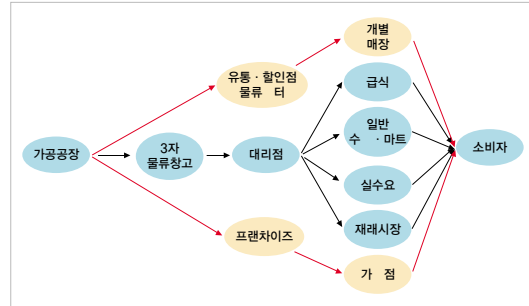 개별
매장
유통·할인점
물류 터
급식
가공공장
3자
물류창고
대리점
일반
수 ·마트
소비자
실수요
재래시장
프랜차이즈
가 점